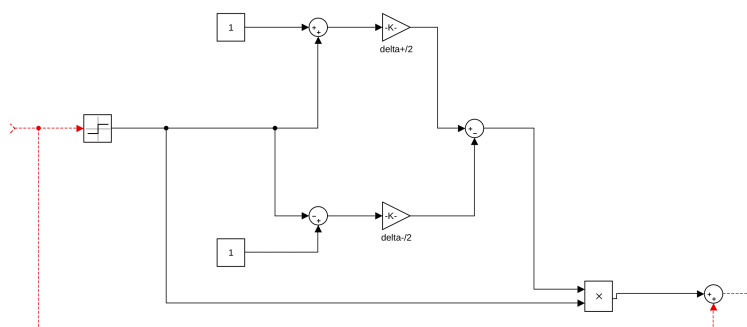 1
+
+
-K-
delta+/2
+
−
−
+
-K-
delta-/2
1
×
+
+